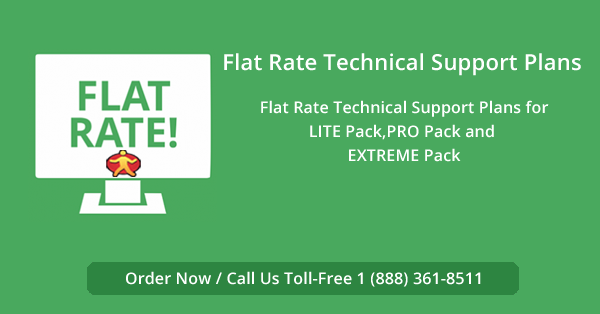 Flat Rate Technical Support Plans
FLAT
RATE!
Flat Rate Technical Support Plans for
LITE Pack,PRO Pack and
EXTREME Pack
Order Now / Call Us Toll-Free 1 (888) 361-8511